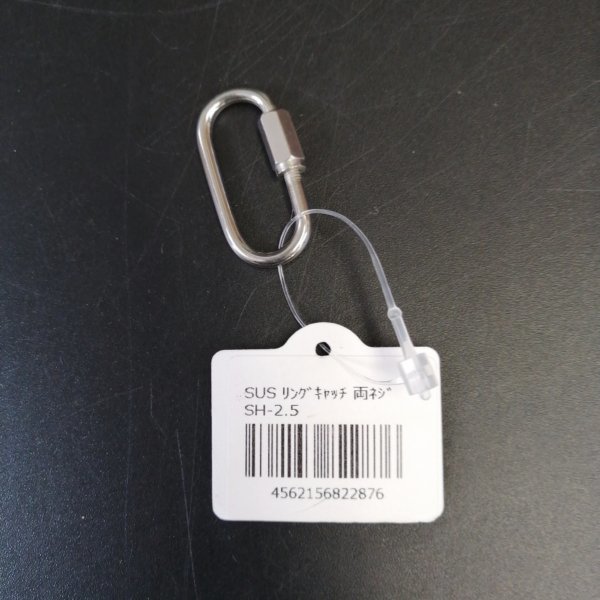 SUS ﾘﾝｸﾞｷｬｯﾁ 両ﾈｼﾞ
SH-2.5
4562156822876